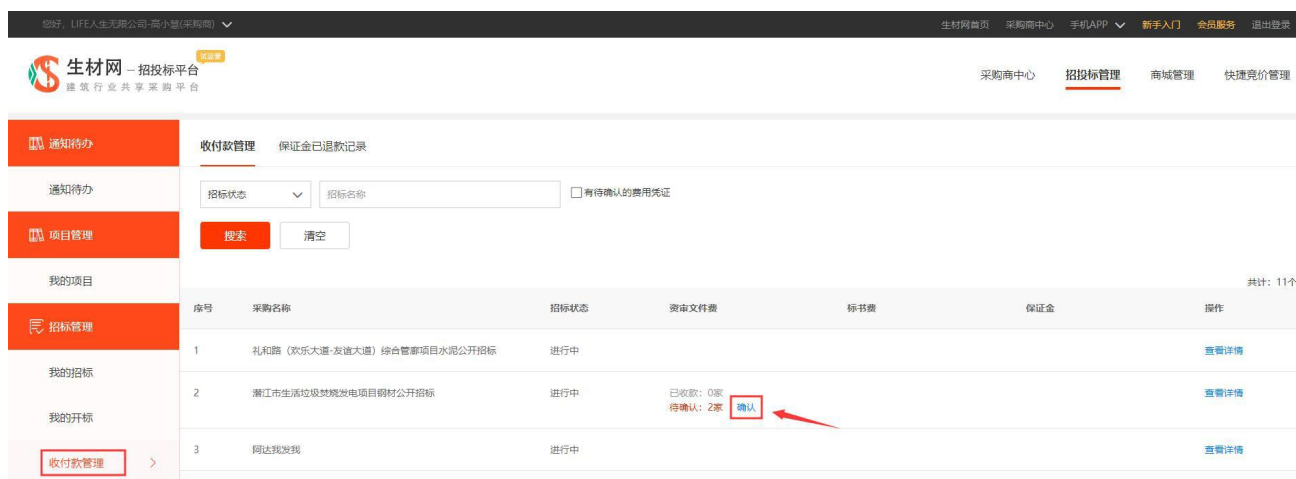 您好，LIFE人生无限公司-高小慧(采购商)
生材网首页 采购商中心 手机APP 新手入门 会员服务 退出登录
生材网 – 招投标平台
建筑行业共享采购平台
采购商中心 招投标管理 商城管理 快捷竞价管理
通知待办
收付款管理 保证金已退款记录
通知待办
招标状态 招标名称 有待确认的费用凭证
项目管理
搜索 清空
我的项目
共计：11个
序号 采购名称 招标状态 资审文件费 标书费 保证金 操作
招标管理
1 礼和路（欢乐大道-友谊大道）综合管廊项目水泥公开招标 进行中 查看详情
我的招标
2 潜江市生活垃圾焚烧发电项目钢材公开招标 进行中 已收款：0家 查看详情
待确认：2家 确认
我的开标
3 阿达我发我 进行中 查看详情
收付款管理